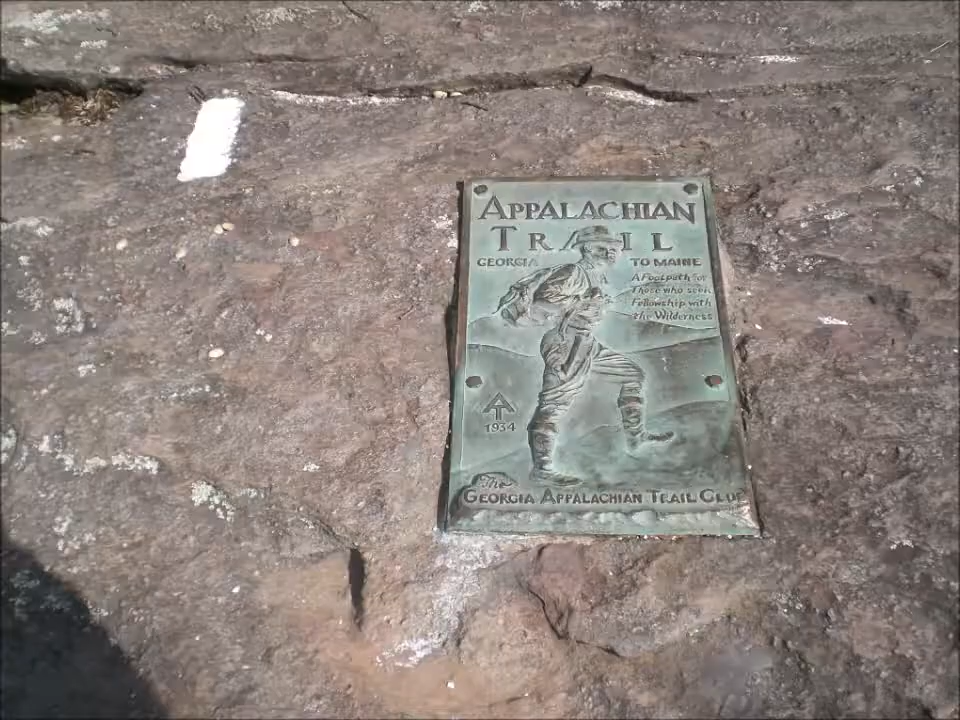 APPALACHIAN
TRAIL
GEORGIA TO MAINE
A Footpath for
Those who seek
Fellowship with
the Wilderness
AT
1934
The
GEORGIA APPALACHIAN TRAIL CLUB